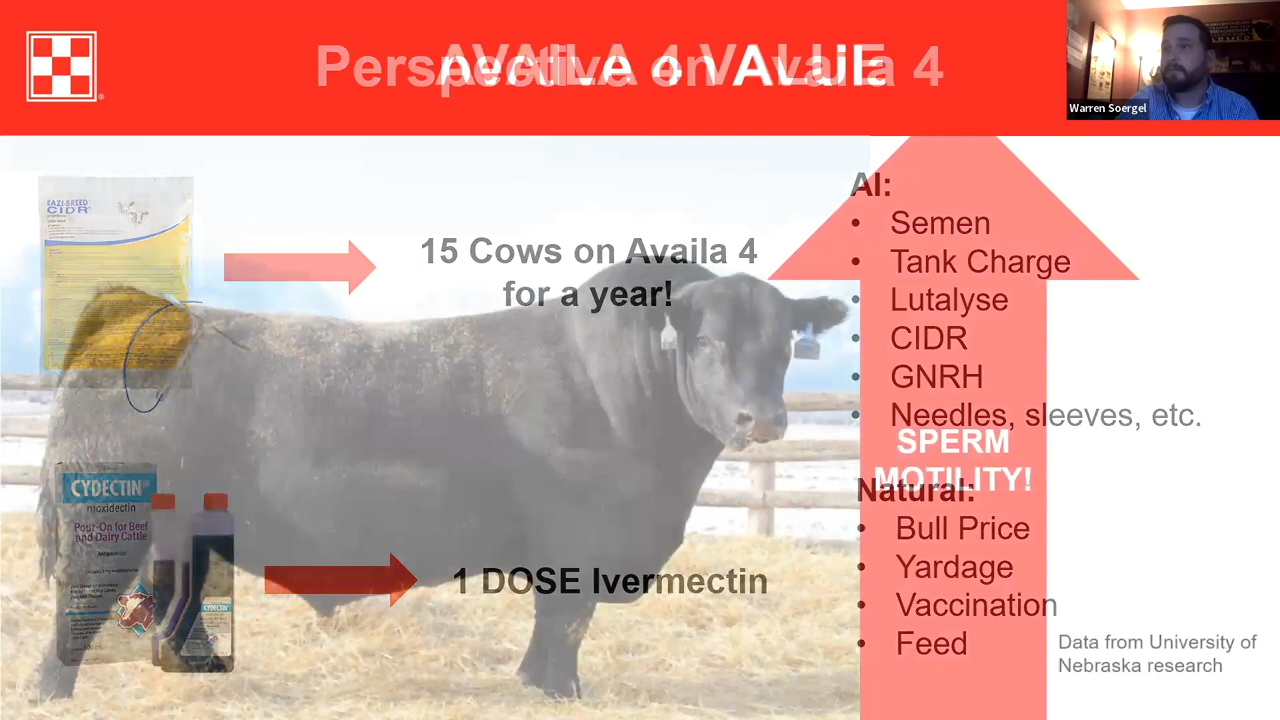 Perspective on Availa 4
AVAILA 4 VALUE
Warren Soergel
EAZI-BREED
CIDR
15 Cows on Availa 4
for a year!
AI:
• Semen
• Tank Charge
• Lutalyse
• CIDR
• GNRH
• Needles, sleeves, etc.
SPERM
MOTILITY!
Natural:
• Bull Price
• Yardage
• Vaccination
• Feed
CYDECTIN
moxidectin
Pour-On for Beef
and Dairy Cattle
CYDECTIN
1 DOSE Ivermectin
Data from University of
Nebraska research